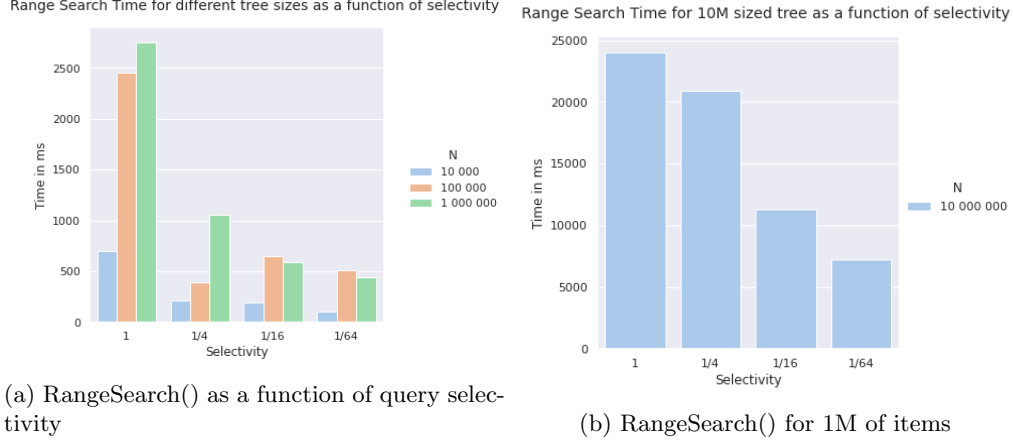 Range Search Time for different tree sizes as a function of selectivity
2500
2000
1500
1000
500
0
Time in ms
1
1/4
1/16
1/64
Selectivity
N
10 000
100 000
1 000 000
(a) RangeSearch() as a function of query selec-
tivity
Range Search Time for 10M sized tree as a function of selectivity
25000
20000
15000
10000
5000
0
Time in ms
1
1/4
1/16
1/64
Selectivity
N
10 000 000
(b) RangeSearch() for 1M of items